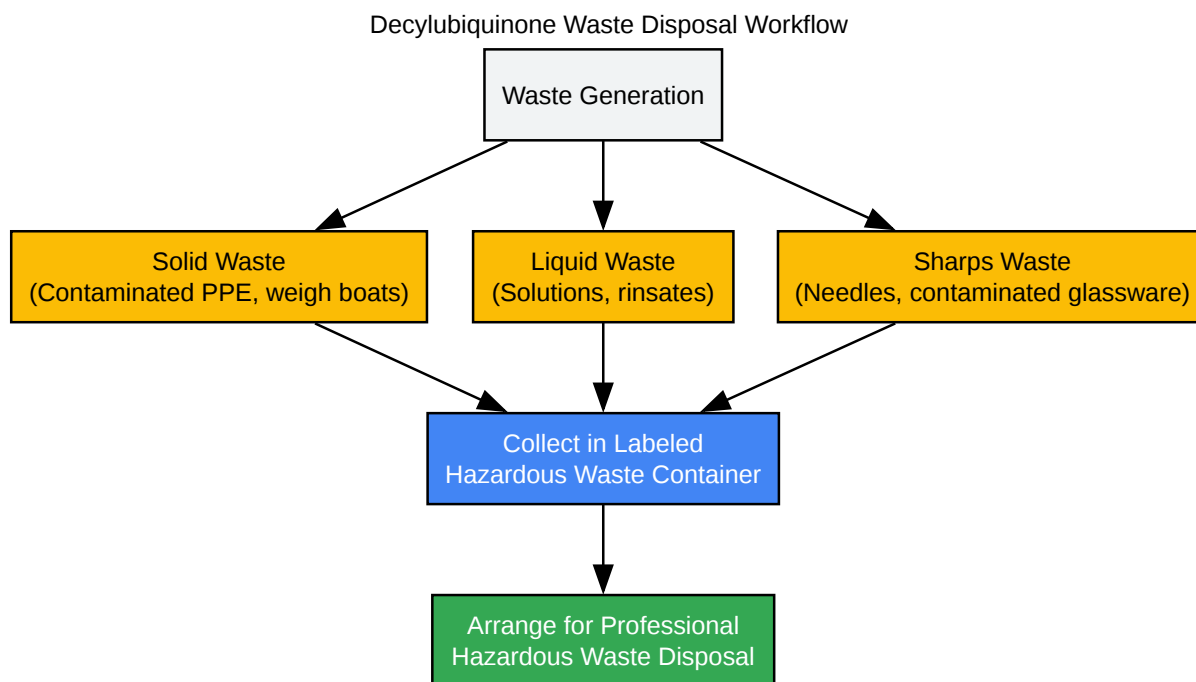 Decylubiquinone Waste Disposal Workflow
Waste Generation
Solid Waste
(Contaminated PPE, weigh boats)
Liquid Waste
(Solutions, rinsates)
Sharps Waste
(Needles, contaminated glassware)
Collect in Labeled
Hazardous Waste Container
Arrange for Professional
Hazardous Waste Disposal